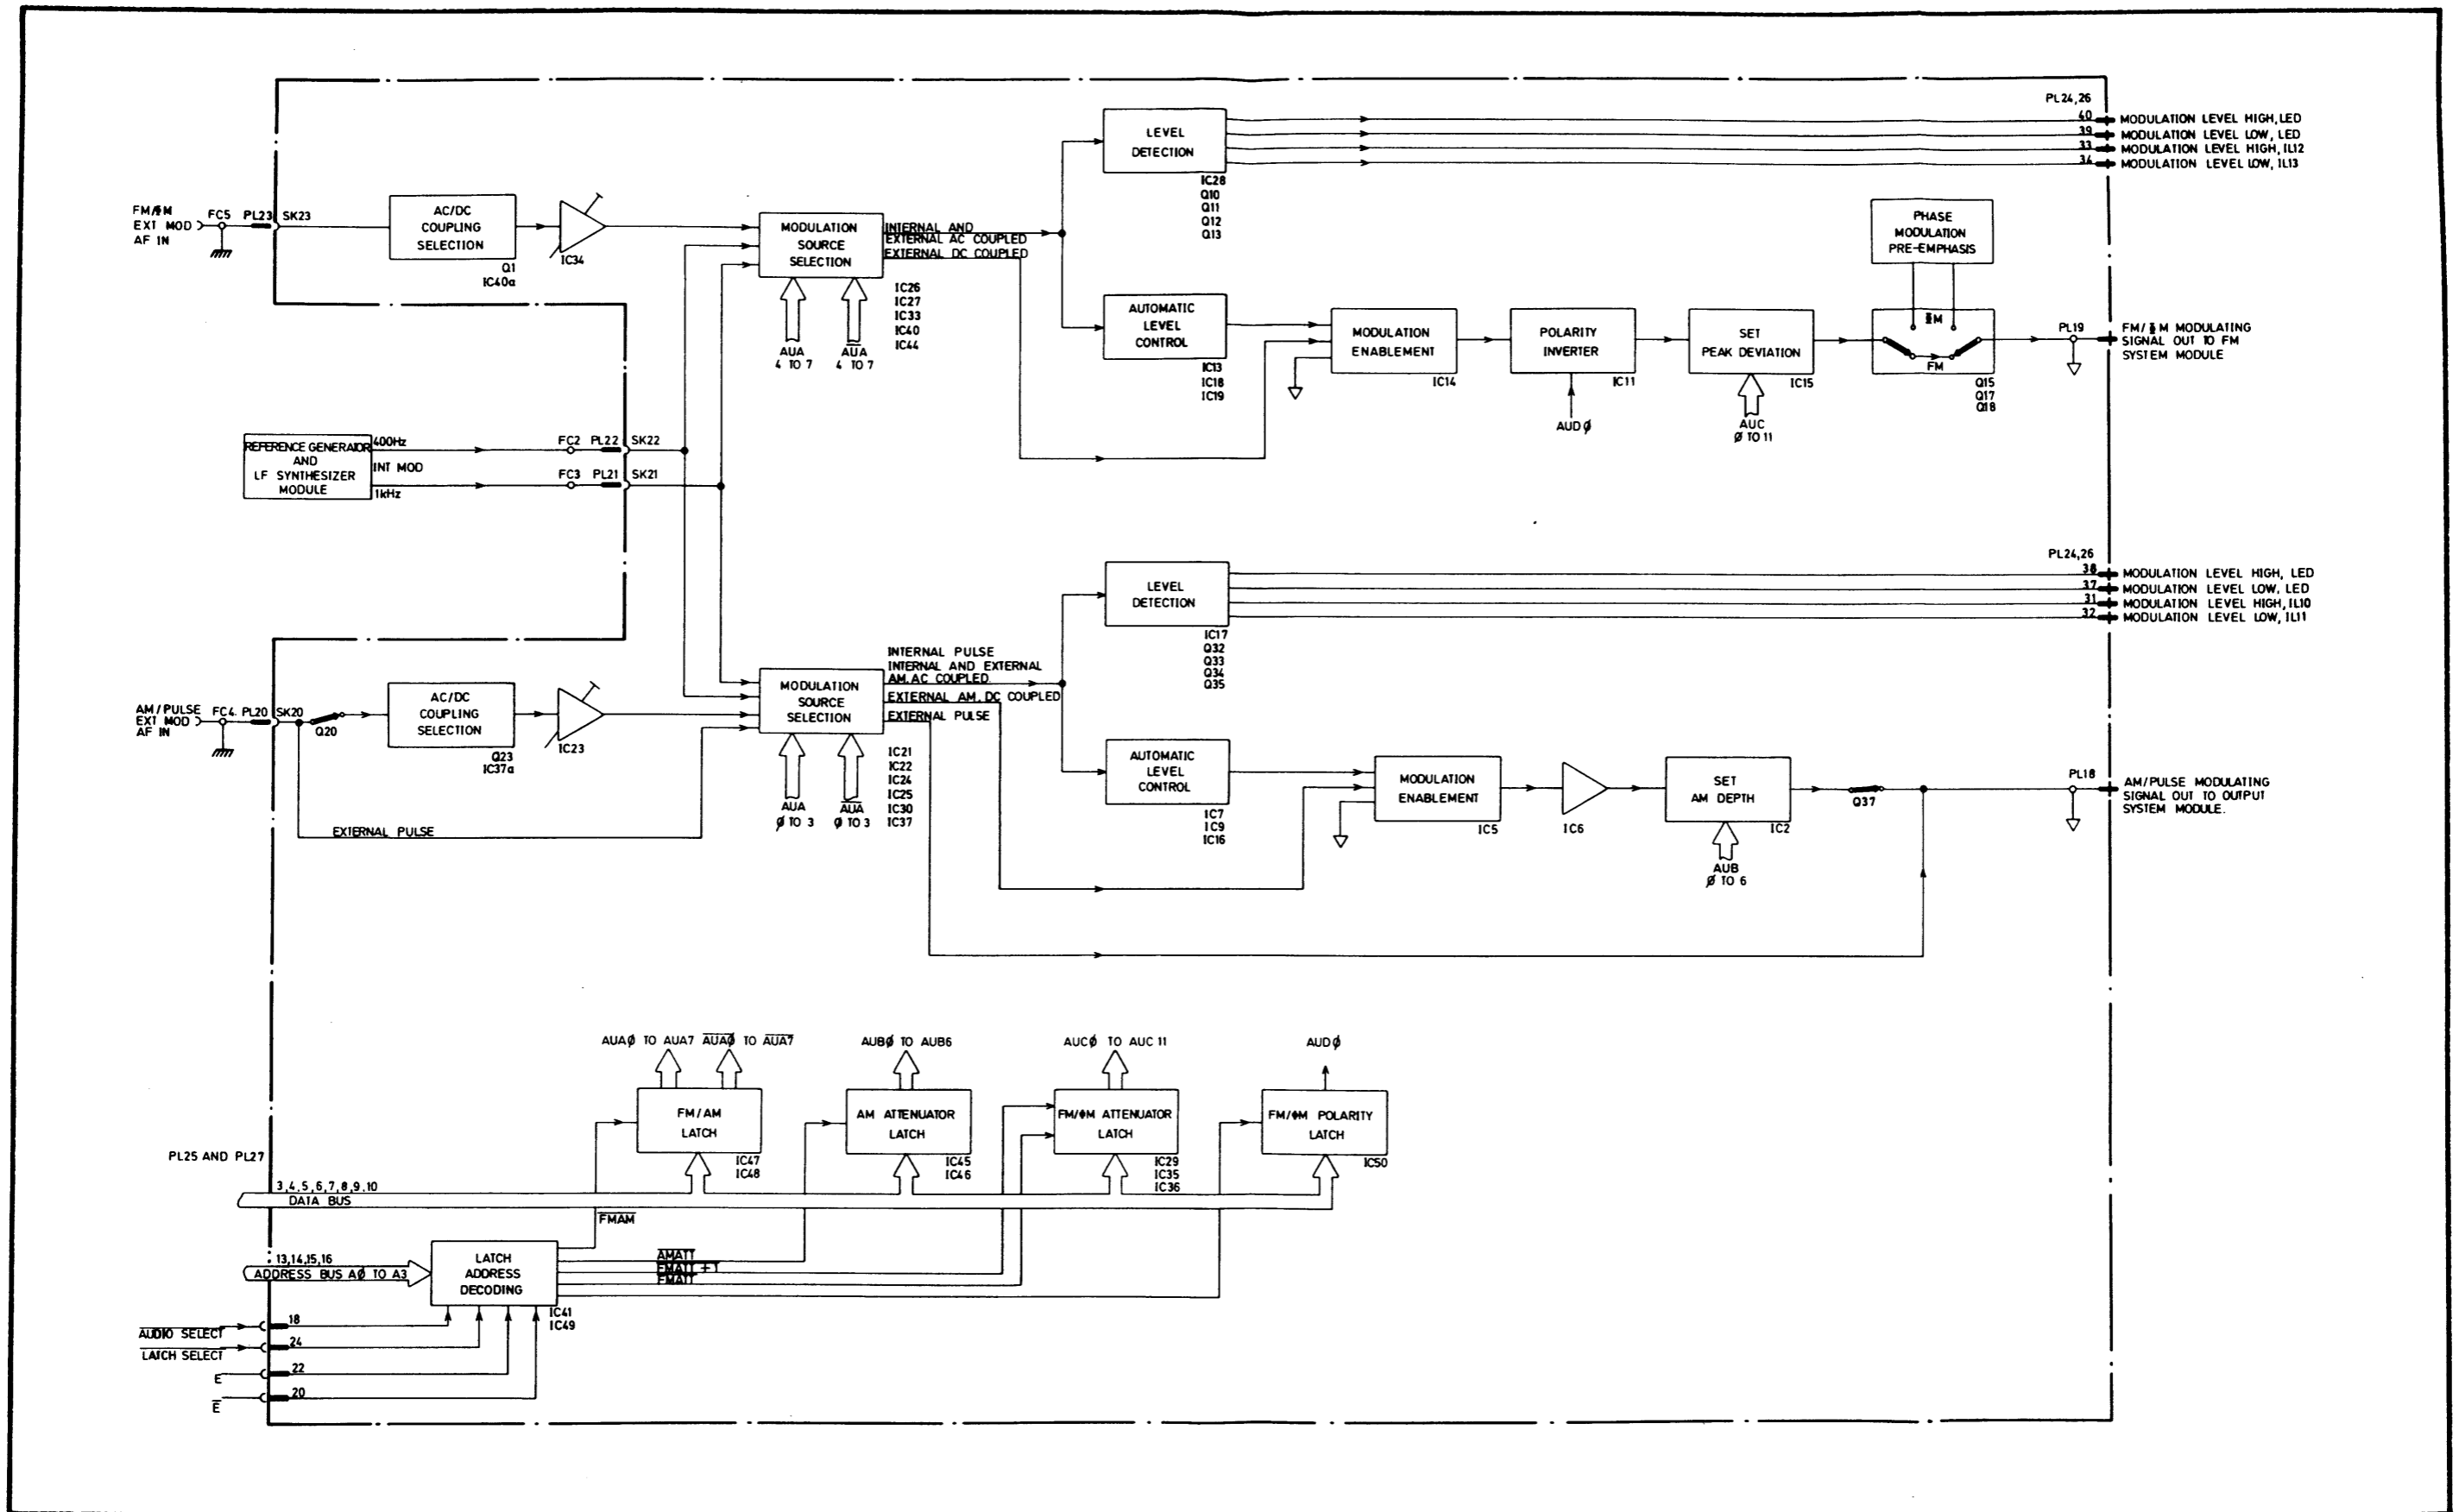 PL24,26
40 MODULATION LEVEL HIGH, LED
39 MODULATION LEVEL LOW, LED
33 MODULATION LEVEL HIGH, IL12
34 MODULATION LEVEL LOW, IL13
LEVEL
DETECTION
IC28
Q10
Q11
Q12
Q13
FM/ΦM
EXT MOD
AF IN
FC5 PL23 SK23
AC/DC
COUPLING
SELECTION
Q1
IC40a
IC34
MODULATION
SOURCE
SELECTION
INTERNAL AND
EXTERNAL AC COUPLED
EXTERNAL DC COUPLED
IC26
IC27
IC33
IC40
IC44
AUA
4 TO 7
A̅U̅A̅
4 TO 7
AUTOMATIC
LEVEL
CONTROL
IC13
IC18
IC19
MODULATION
ENABLEMENT
IC14
POLARITY
INVERTER
IC11
AUDØ
SET
PEAK DEVIATION
IC15
AUC
Ø TO 11
PHASE
MODULATION
PRE-EMPHASIS
ΦM
FM
Q15
Q17
Q18
PL19
FM/ΦM MODULATING
SIGNAL OUT TO FM
SYSTEM MODULE
REFERENCE GENERATOR
AND
LF SYNTHESIZER
MODULE
400Hz
INT MOD
1kHz
FC2 PL22 SK22
FC3 PL21 SK21
PL24,26
38 MODULATION LEVEL HIGH, LED
37 MODULATION LEVEL LOW, LED
31 MODULATION LEVEL HIGH, IL10
32 MODULATION LEVEL LOW, IL11
LEVEL
DETECTION
IC17
Q32
Q33
Q34
Q35
AM/PULSE
EXT MOD
AF IN
FC4 PL20 SK20
Q20
AC/DC
COUPLING
SELECTION
Q23
IC37a
IC23
EXTERNAL PULSE
MODULATION
SOURCE
SELECTION
INTERNAL PULSE
INTERNAL AND EXTERNAL
AM. AC COUPLED
EXTERNAL AM. DC COUPLED
EXTERNAL PULSE
IC21
IC22
IC24
IC25
IC30
IC37
AUA
Ø TO 3
A̅U̅A̅
Ø TO 3
AUTOMATIC
LEVEL
CONTROL
IC7
IC9
IC16
MODULATION
ENABLEMENT
IC5
IC6
SET
AM DEPTH
IC2
AUB
Ø TO 6
Q37
PL18
AM/PULSE MODULATING
SIGNAL OUT TO OUTPUT
SYSTEM MODULE.
AUAØ TO AUA7 A̅U̅A̅Ø̅ TO A̅U̅A̅7̅
AUBØ TO AUB6
AUCØ TO AUC 11
AUDØ
FM/AM
LATCH
IC47
IC48
AM ATTENUATOR
LATCH
IC45
IC46
FM/ΦM ATTENUATOR
LATCH
IC29
IC35
IC36
FM/ΦM POLARITY
LATCH
IC50
PL25 AND PL27
3,4,5,6,7,8,9,10
DATA BUS
F̅M̅A̅M̅
13,14,15,16
ADDRESS BUS AØ TO A3
LATCH
ADDRESS
DECODING
IC41
IC49
A̅M̅A̅T̅T̅
F̅M̅A̅T̅T̅ + 1
F̅M̅A̅T̅T̅
A̅U̅D̅I̅O̅ S̅E̅L̅E̅C̅T̅ 18
L̅A̅T̅C̅H̅ S̅E̅L̅E̅C̅T̅ 24
E 22
E̅ 20